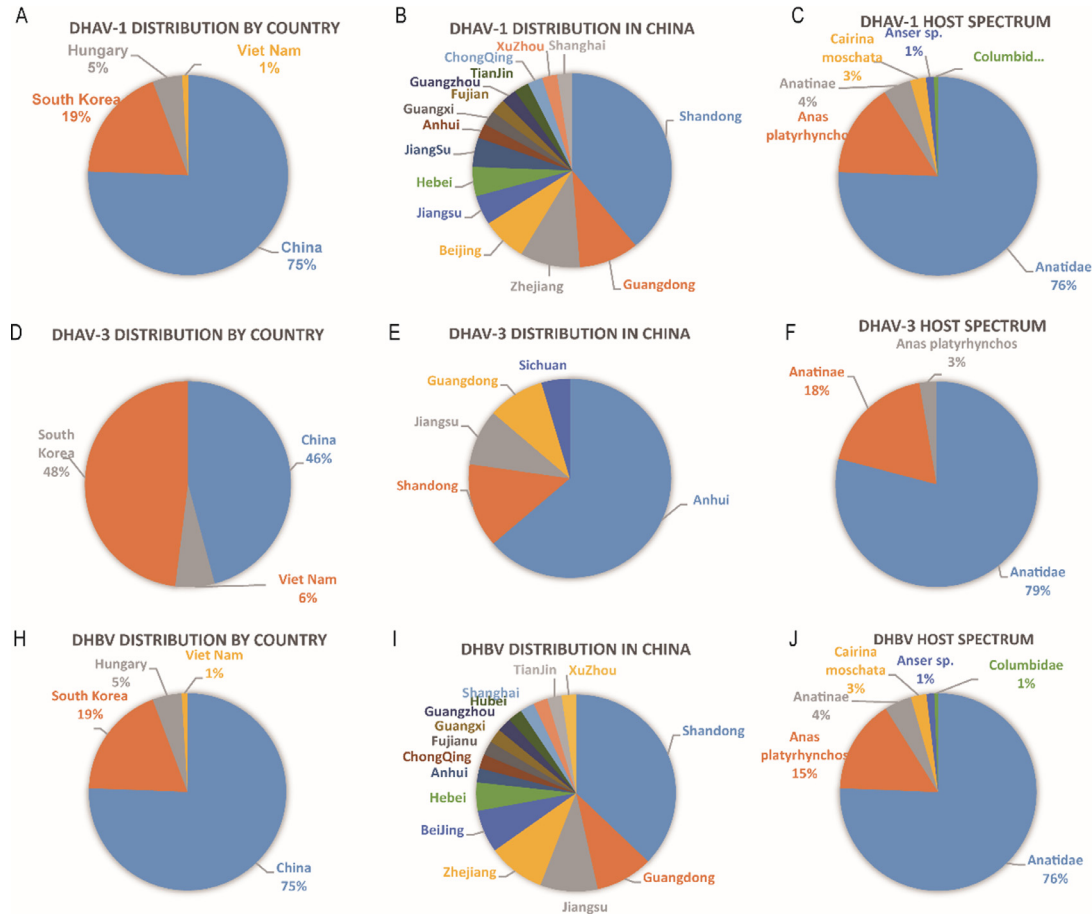 A
DHAV-1 DISTRIBUTION BY COUNTRY
Hungary
5%
Viet Nam
1%
South Korea
19%
China
75%
B
DHAV-1 DISTRIBUTION IN CHINA
XuZhou
Shanghai
ChongQing
TianJin
Guangzhou
Fujian
Guangxi
Anhui
JiangSu
Hebei
Jiangsu
Beijing
Zhejiang
Guangdong
Shandong
C
DHAV-1 HOST SPECTRUM
Anser sp.
1%
Cairina
moschata
3%
Columbid...
Anatinae
4%
Anas
platyrhyncho
Anatidae
76%
D
DHAV-3 DISTRIBUTION BY COUNTRY
South
Korea
48%
China
46%
Viet Nam
6%
E
DHAV-3 DISTRIBUTION IN CHINA
Sichuan
Guangdong
Jiangsu
Shandong
Anhui
F
DHAV-3 HOST SPECTRUM
Anas platyrhynchos
3%
Anatinae
18%
Anatidae
79%
H
DHBV DISTRIBUTION BY COUNTRY
Viet Nam
1%
Hungary
5%
South Korea
19%
China
75%
I
DHBV DISTRIBUTION IN CHINA
TianJin
XuZhou
Shanghai
Hubei
Guangzhou
Guangxi
Fujianu
ChongQing
Anhui
Hebei
BeiJing
Zhejiang
Jiangsu
Guangdong
Shandong
J
DHBV HOST SPECTRUM
Cairina
moschata
3%
Anser sp.
1%
Columbidae
1%
Anatinae
4%
Anas
platyrhynchos
15%
Anatidae
76%